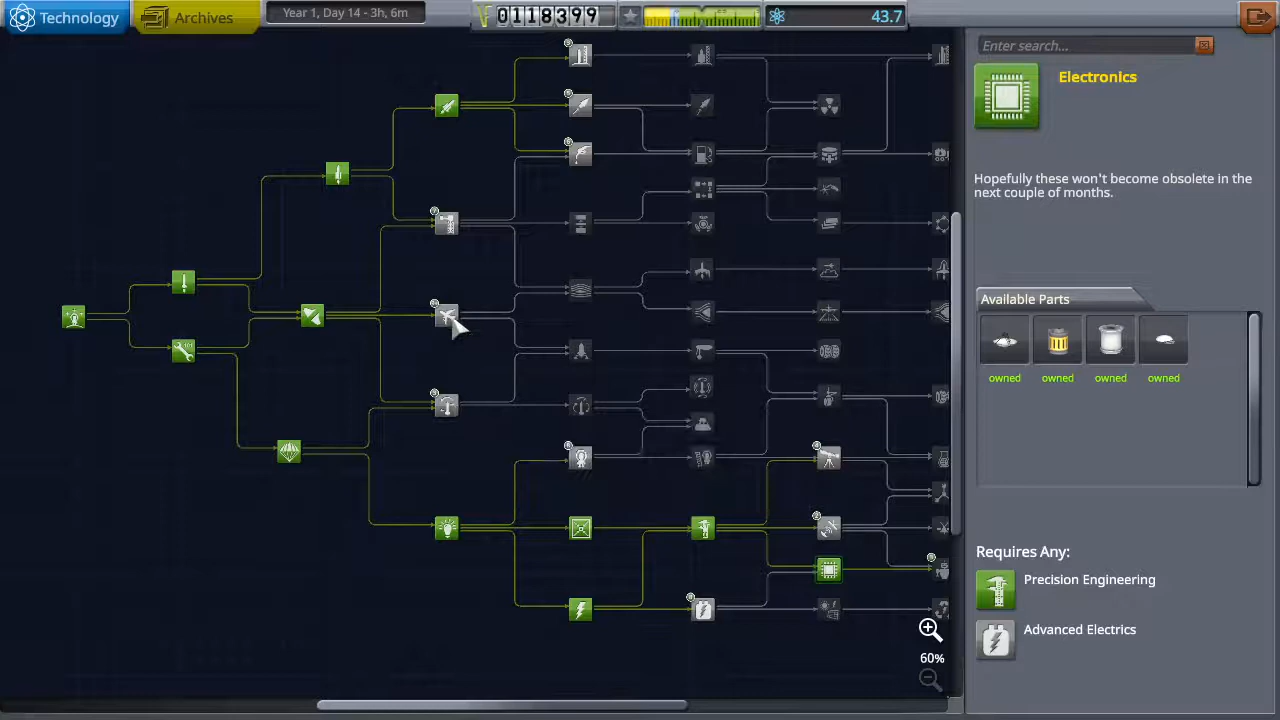 Technology
Archives
Year 1, Day 14 - 3h, 6m
0118399
43.7
Enter search...
Electronics
Hopefully these won't become obsolete in the
next couple of months.
Available Parts
owned owned owned owned
Requires Any:
Precision Engineering
Advanced Electrics
60%